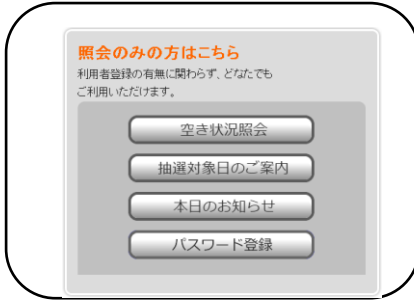 照会のみの方はこちら
利用者登録の有無に関わらず、どなたでも
ご利用いただけます。
空き状況照会
抽選対象日のご案内
本日のお知らせ
パスワード登録